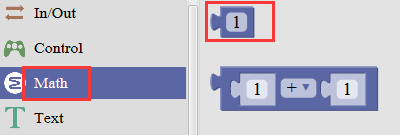 In/Out
Control
Math
Text
1
1 + 1